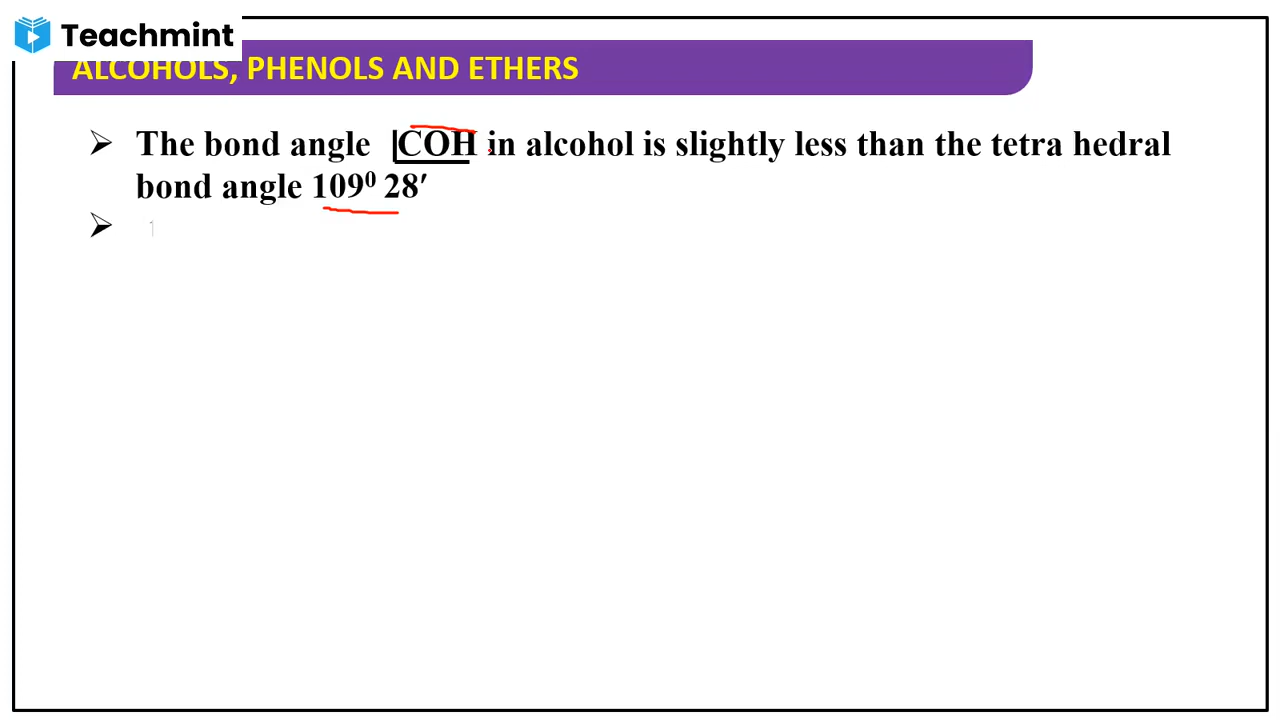 Teachmint
ALCOHOLS, PHENOLS AND ETHERS
➢ The bond angle COH in alcohol is slightly less than the tetra hedral
bond angle 109⁰ 28′
➢